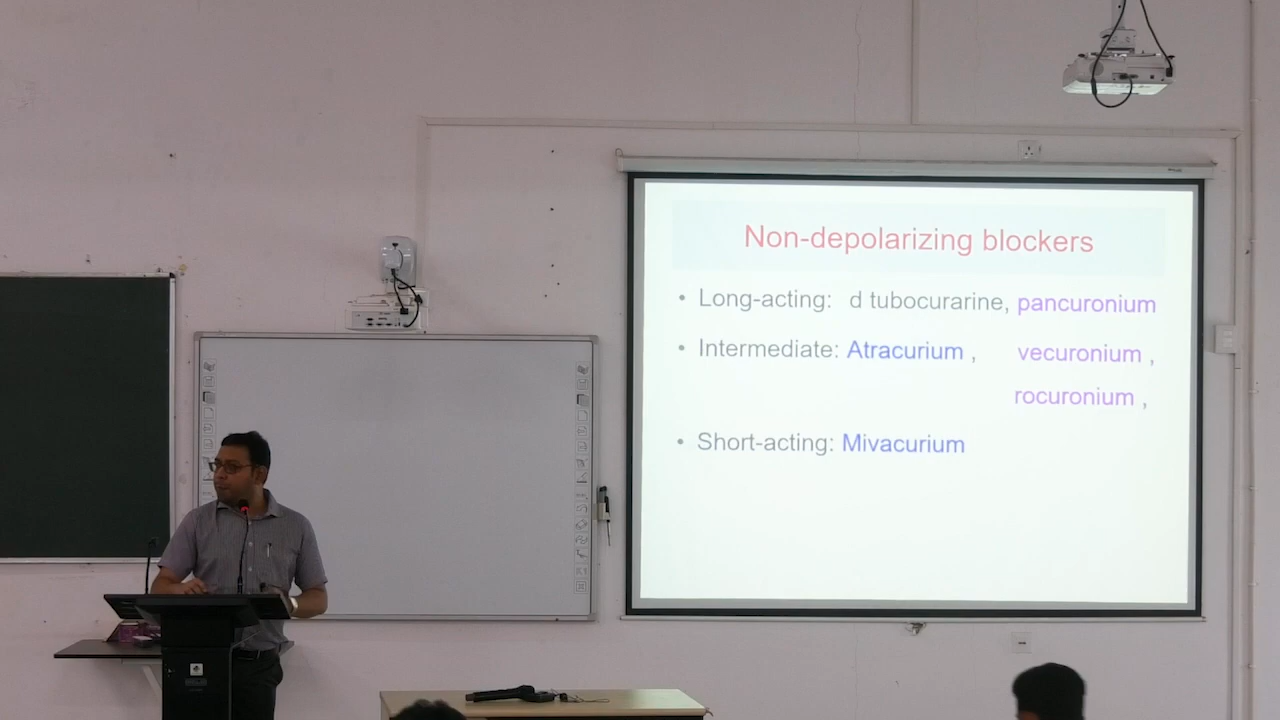 Non-depolarizing blockers
• Long-acting: d tubocurarine, pancuronium
• Intermediate: Atracurium , vecuronium ,
rocuronium ,
• Short-acting: Mivacurium